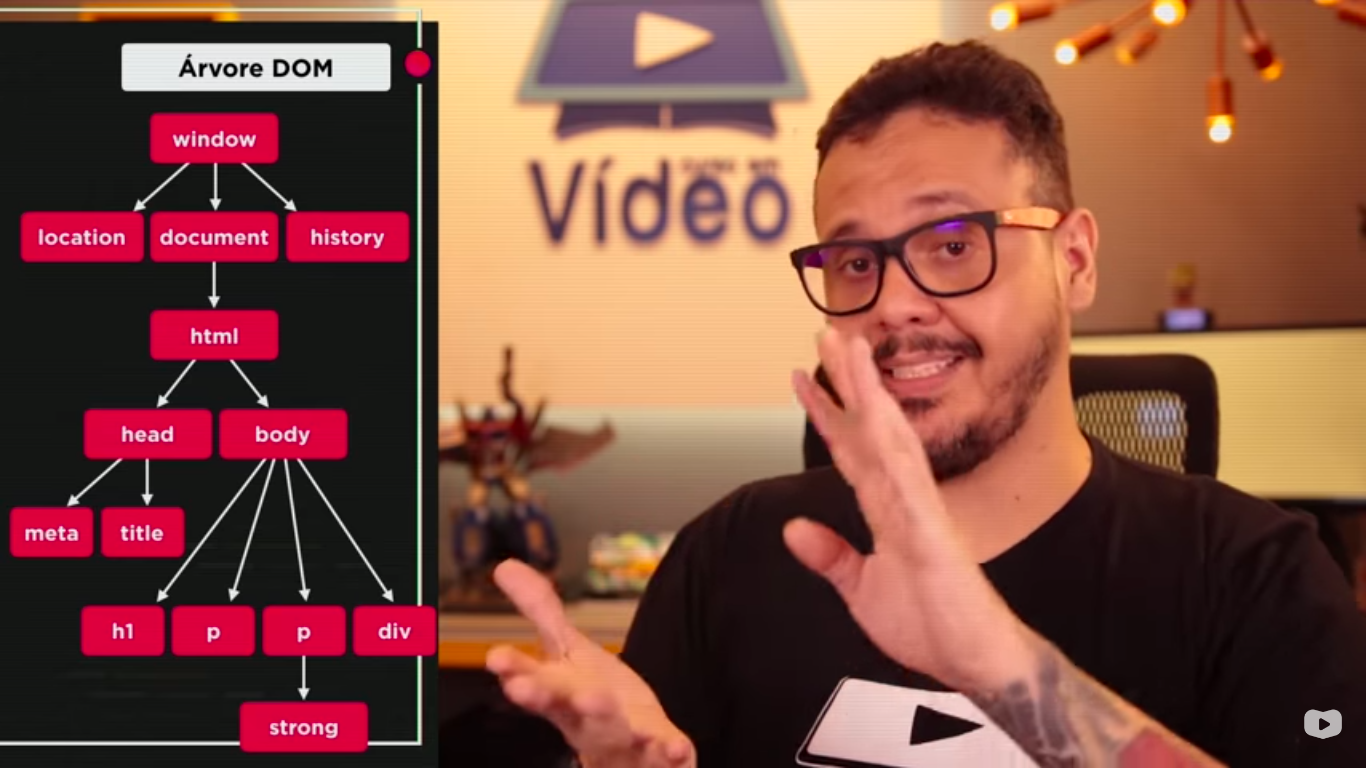 Árvore DOM
window
location document history
html
head body
meta title
h1 p p div
strong
Vídeo